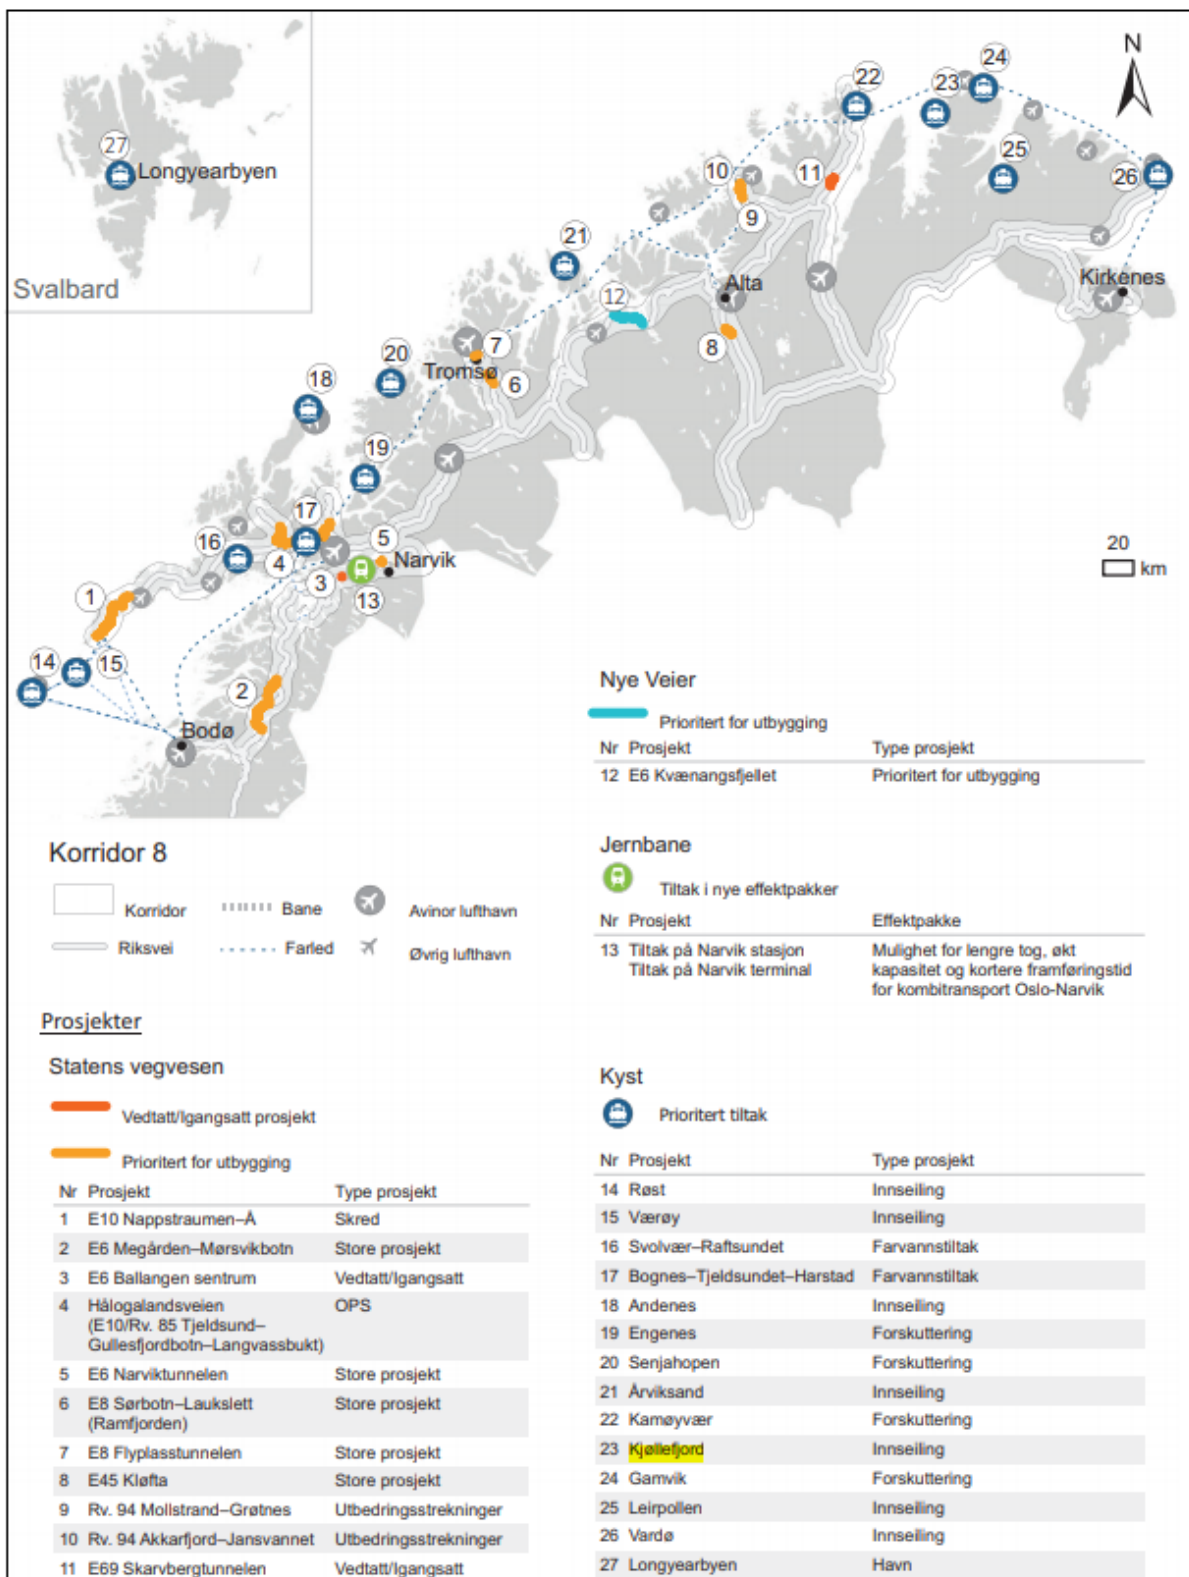 N
24
22
23
27
Longyearbyen
Svalbard
25
26
10
11
9
21
Alta
Kirkenes
12
8
7
Tromsø
6
20
18
19
17
16
4
5
Narvik
3
13
20
km
1
14
15
2
Bodø
Korridor 8
Korridor
Bane
Avinor lufthavn
Riksvei
Farled
Øvrig lufthavn
Nye Veier
Prioritert for utbygging
Nr Prosjekt Type prosjekt
12 E6 Kvænangsfjellet Prioritert for utbygging
Jernbane
Tiltak i nye effektpakker
Nr Prosjekt Effektpakke
13 Tiltak på Narvik stasjon Mulighet for lengre tog, økt
Tiltak på Narvik terminal kapasitet og kortere framføringstid
for kombitransport Oslo-Narvik
Prosjekter
Statens vegvesen
Vedtatt/Igangsatt prosjekt
Prioritert for utbygging
Nr Prosjekt Type prosjekt
1 E10 Nappstraumen–Å Skred
2 E6 Megården–Mørsvikbotn Store prosjekt
3 E6 Ballangen sentrum Vedtatt/Igangsatt
4 Hålogalandsveien OPS
(E10/Rv. 85 Tjeldsund–
Gullesfjordbotn–Langvassbukt)
5 E6 Narviktunnelen Store prosjekt
6 E8 Sørbotn–Laukslett Store prosjekt
(Ramfjorden)
7 E8 Flyplasstunnelen Store prosjekt
8 E45 Kløfta Store prosjekt
9 Rv. 94 Mollstrand–Grøtnes Utbedringsstrekninger
10 Rv. 94 Akkarfjord–Jansvannet Utbedringsstrekninger
11 E69 Skarvbergtunnelen Vedtatt/Igangsatt
Kyst
Prioritert tiltak
Nr Prosjekt Type prosjekt
14 Røst Innseiling
15 Værøy Innseiling
16 Svolvær–Raftsundet Farvannstiltak
17 Bognes–Tjeldsundet–Harstad Farvannstiltak
18 Andenes Innseiling
19 Engenes Forskuttering
20 Senjahopen Forskuttering
21 Årviksand Innseiling
22 Kamøyvær Forskuttering
23 Kjøllefjord Innseiling
24 Gamvik Forskuttering
25 Leirpollen Innseiling
26 Vardø Innseiling
27 Longyearbyen Havn